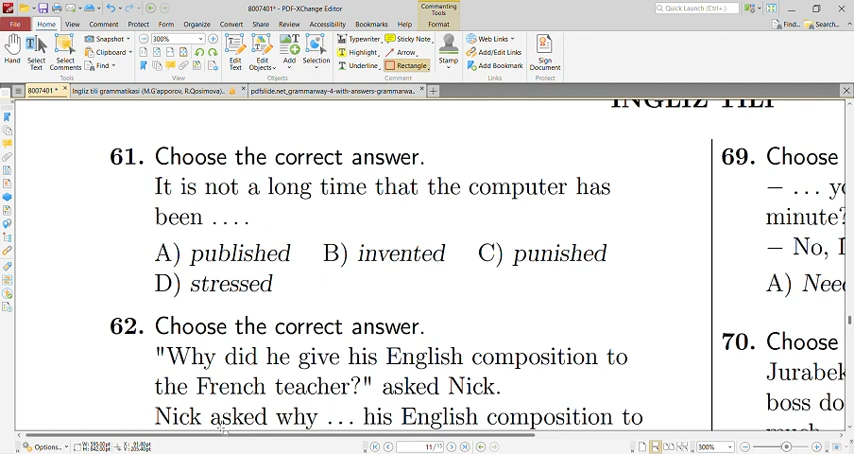 8007401* - PDF-XChange Editor
Commenting Tools
Quick Launch (Ctrl+.)
File Home View Comment Protect Form Organize Convert Share Review Accessibility Bookmarks Help Format
Find... Search...
Hand Select Text Select Comments Snapshot Clipboard Find
300%
Edit Text Edit Objects Add Selection
Typewriter Highlight Underline
Sticky Note Arrow Rectangle
Stamp
Web Links Add/Edit Links Add Bookmark
Sign Document
Tools View Objects Comment Links Protect
8007401 * Ingliz tili grammatikasi (M.G'apporov, R.Qosimova).. pdfslide.net_grammarway-4-with-answers-grammarwa..
INGLIZ TILI
61. Choose the correct answer.
It is not a long time that the computer has
been ....
A) published B) invented C) punished
D) stressed
62. Choose the correct answer.
"Why did he give his English composition to
the French teacher?" asked Nick.
Nick asked why ... his English composition to
69. Choose
– ... yo
minute?
– No, I
A) Need
70. Choose
Jurabek
boss do
Options...
11/15
300%